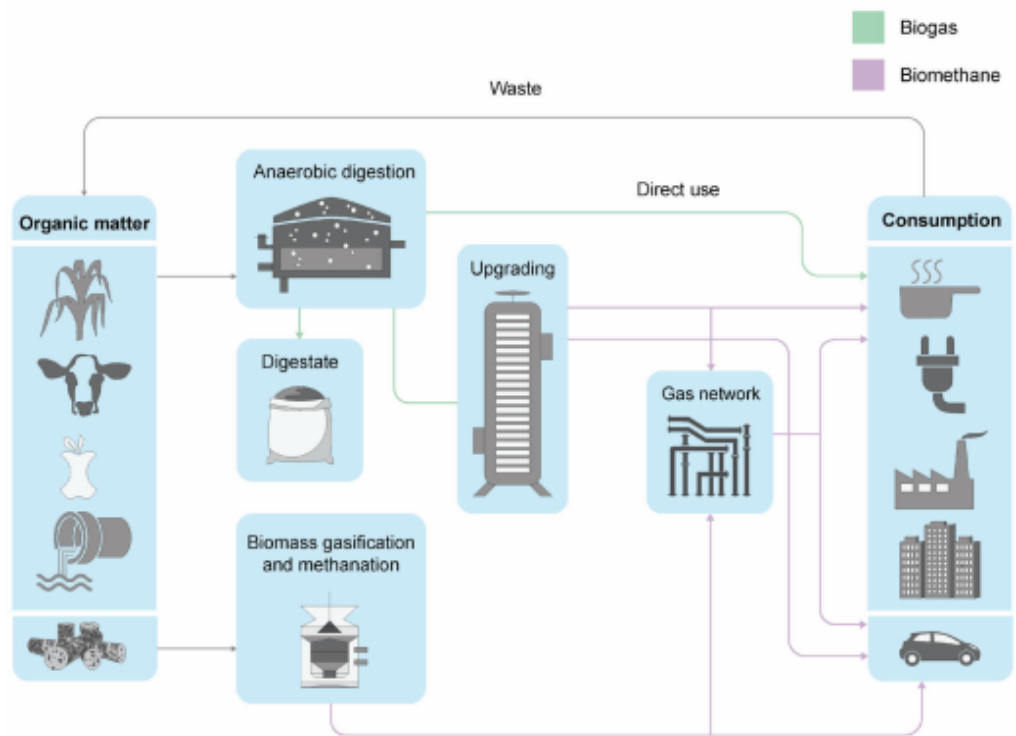 Biogas
Biomethane
Waste
Anaerobic digestion
Direct use
Organic matter
Consumption
Upgrading
Digestate
Gas network
Biomass gasification
and methanation